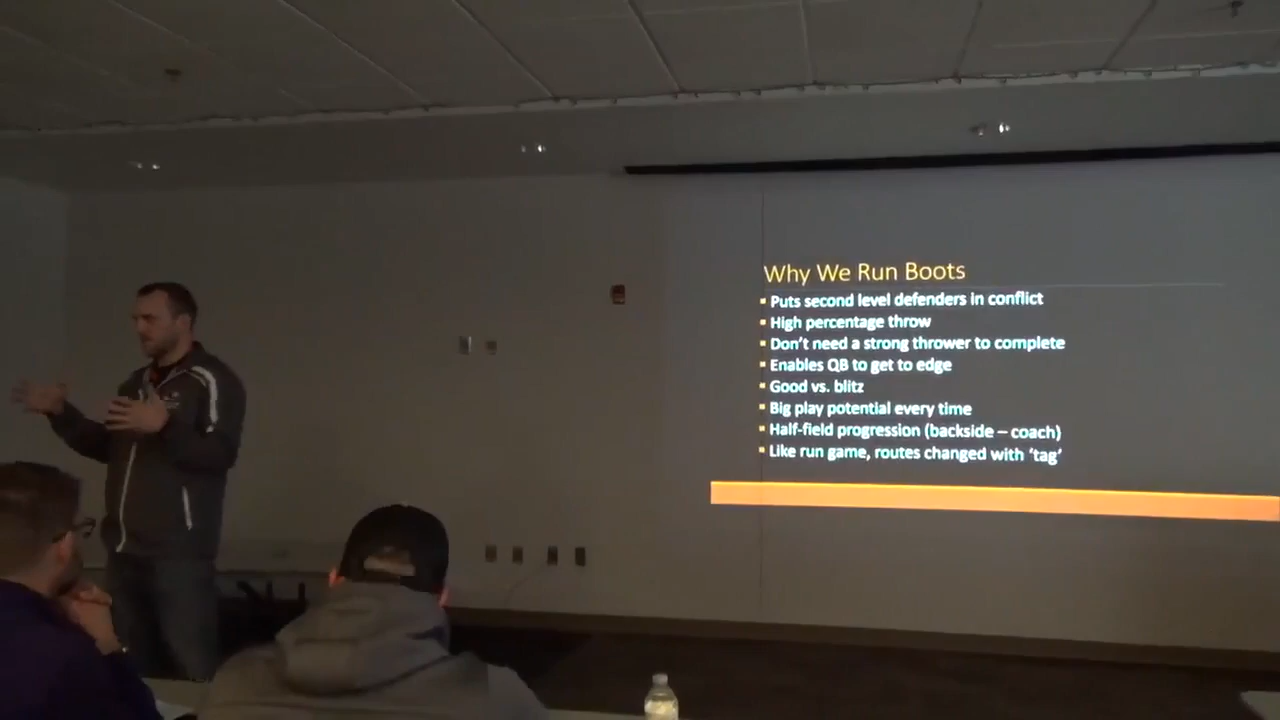 Why We Run Boots
Puts second level defenders in conflict
High percentage throw
Don't need a strong thrower to complete
Enables QB to get to edge
Good vs. blitz
Big play potential every time
Half-field progression (backside – coach)
Like run game, routes changed with 'tag'